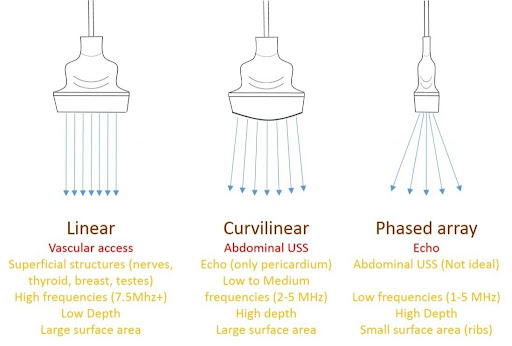 Linear
Vascular access
Superficial structures (nerves,
thyroid, breast, testes)
High frequencies (7.5Mhz+)
Low Depth
Large surface area
Curvilinear
Abdominal USS
Echo (only pericardium)
Low to Medium
frequencies (2-5 MHz)
High depth
Large surface area
Phased array
Echo
Abdominal USS (Not ideal)
Low frequencies (1-5 MHz)
High Depth
Small surface area (ribs)